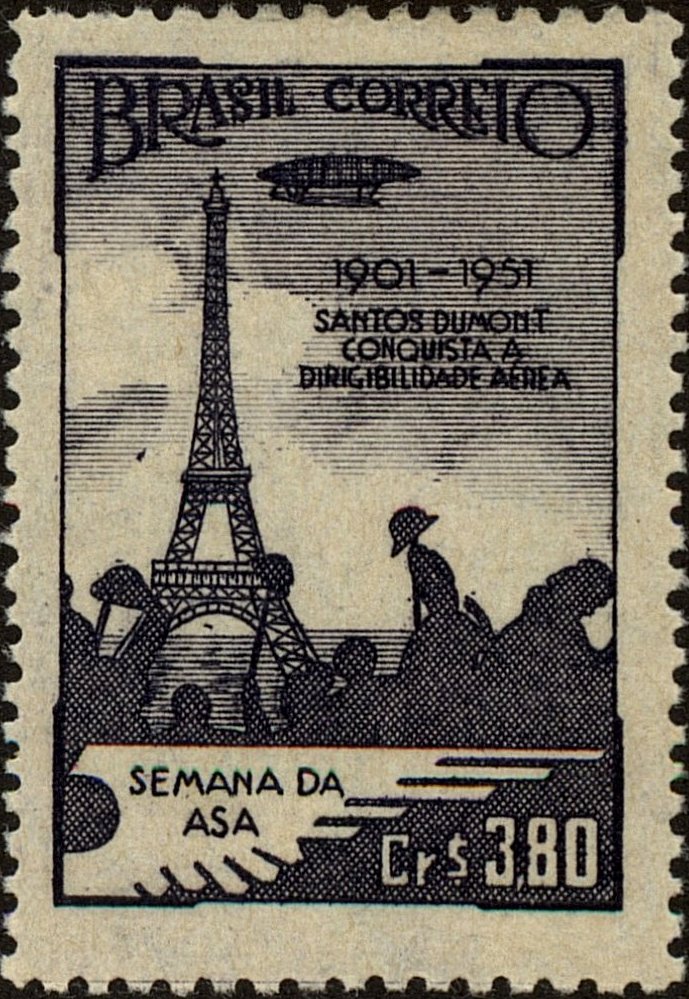 BRASIL CORREIO
1901 - 1951
SANTOS DUMONT
CONQUISTA A
DIRIGIBILIDADE AÉREA
SEMANA DA
ASA
Cr$ 3,80